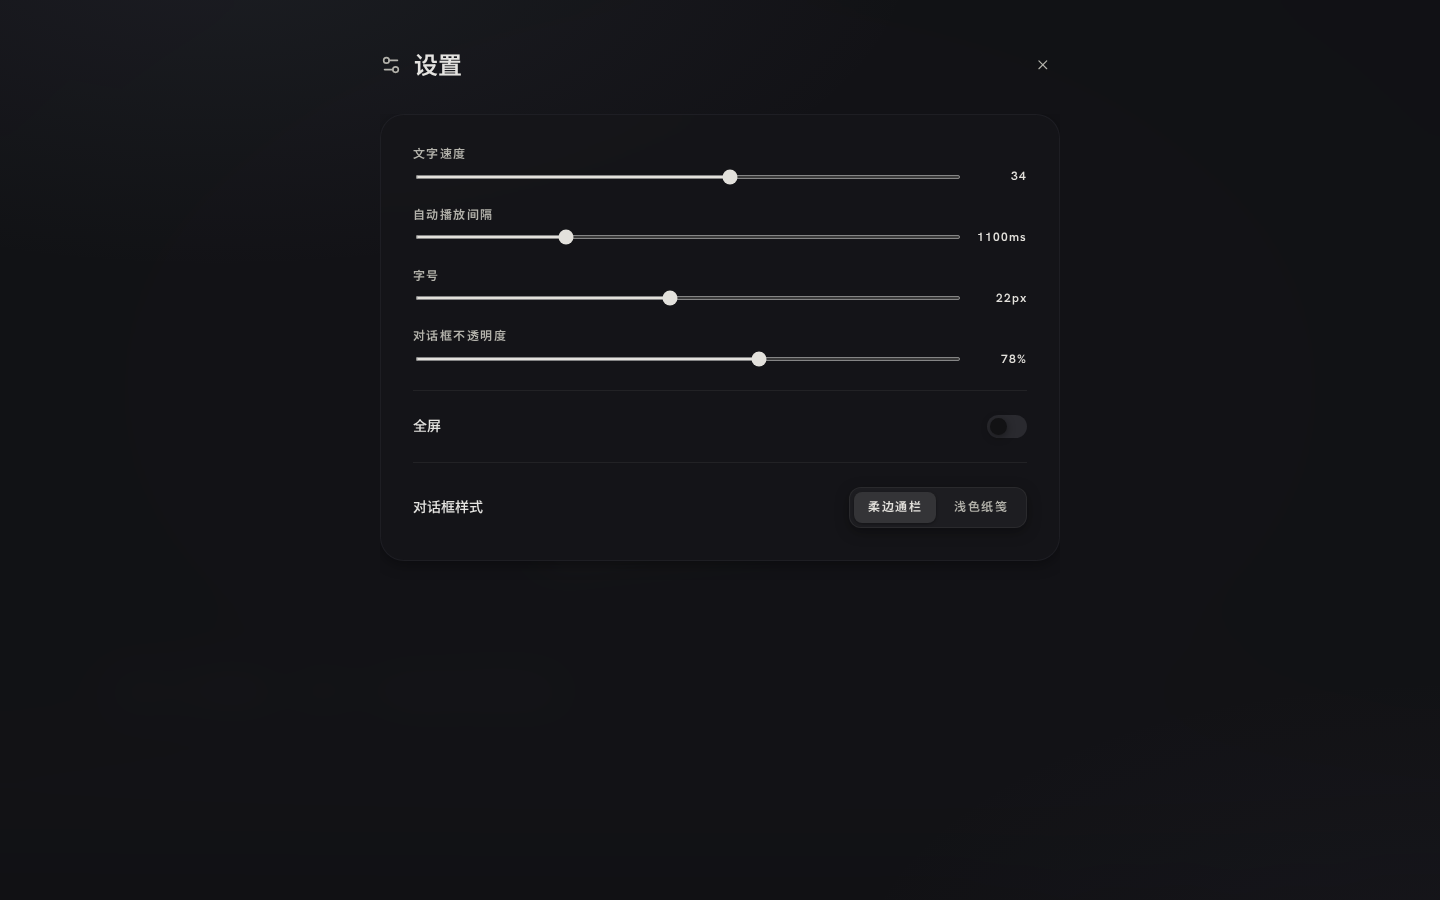 设置
文字速度
34
自动播放间隔
1100ms
字号
22px
对话框不透明度
78%
全屏
对话框样式
柔边通栏 浅色纸笺